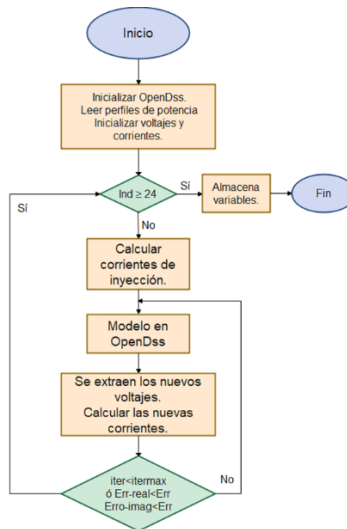 Inicio
Inicializar OpenDss.
Leer perfiles de potencia
Inicializar voltajes y
corrientes.
Ind ≥ 24
Sí
Almacena
variables.
Fin
Sí
No
Calcular
corrientes de
inyección.
Modelo en
OpenDss
Se extraen los nuevos
voltajes.
Calcular las nuevas
corrientes.
iter<itermax
ó Err-real<Err
Erro-imag<Err
No